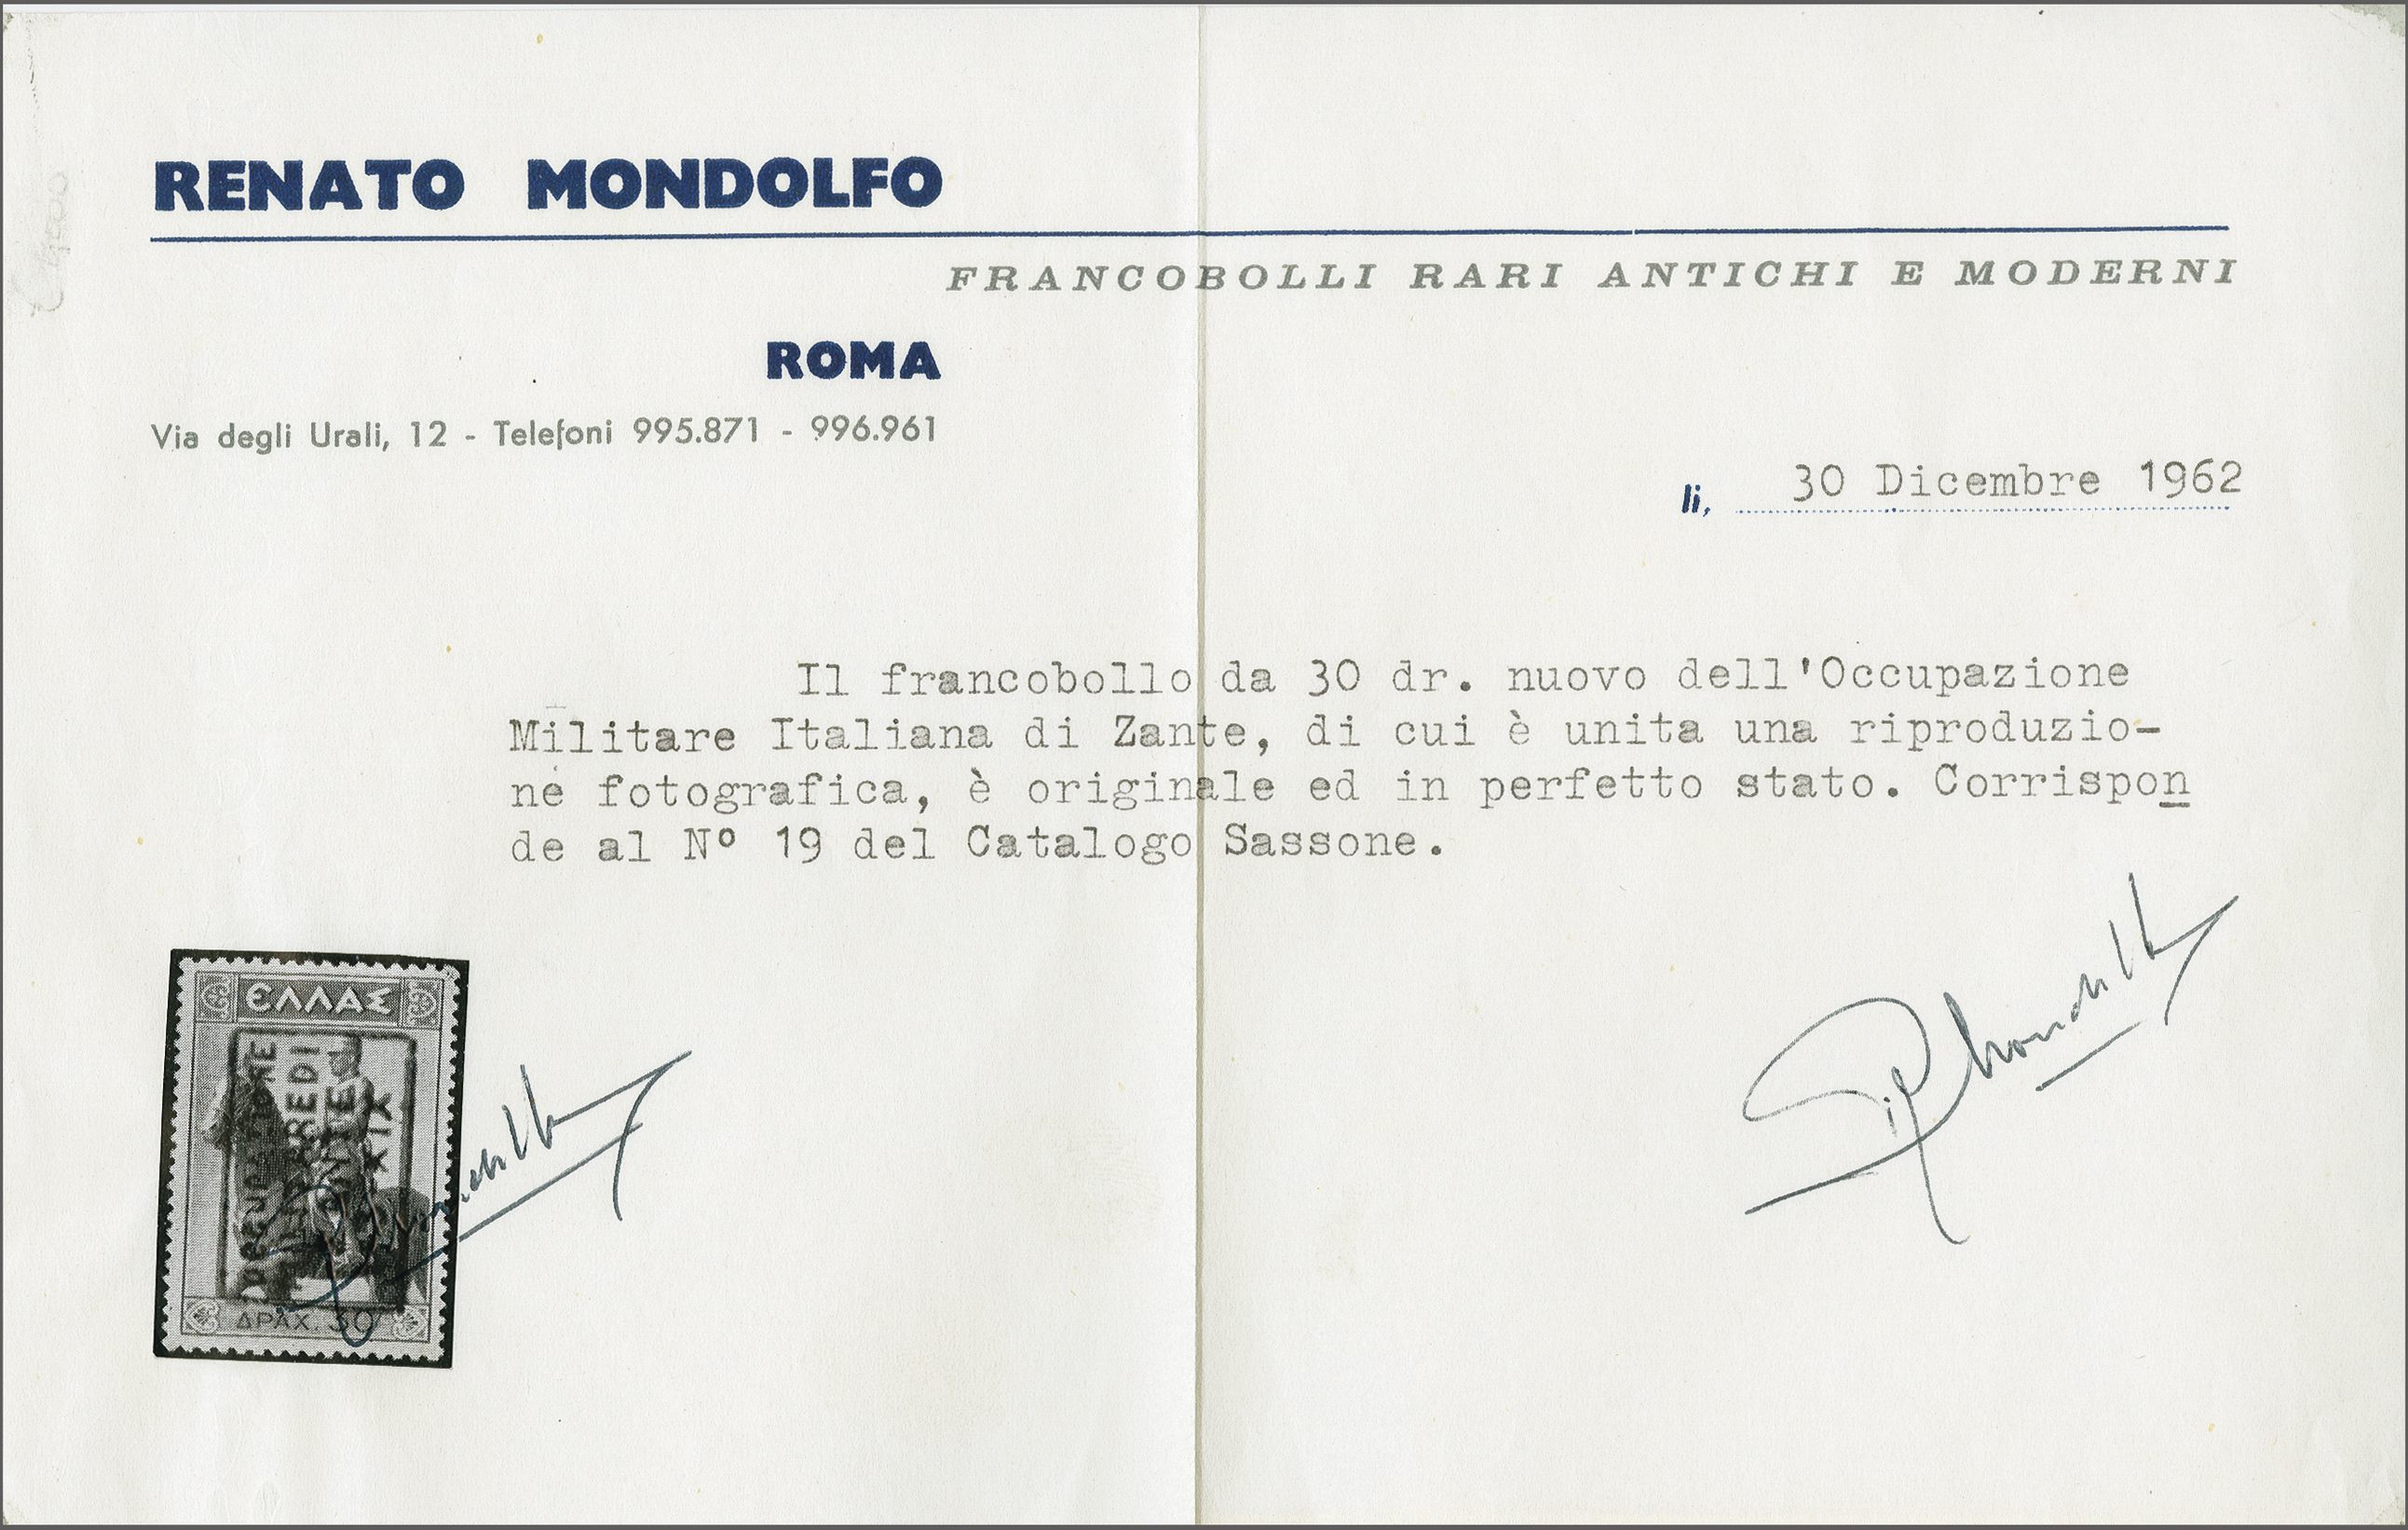 RENATO MONDOLFO
FRANCOBOLLI RARI ANTICHI E MODERNI
ROMA
Via degli Urali, 12 - Telefoni 995.871 - 996.961
lì, 30 Dicembre 1962
Il francobollo da 30 dr. nuovo dell'Occupazione
Militare Italiana di Zante, di cui è unita una riproduzio-
ne fotografica, è originale ed in perfetto stato. Corrispon
de al Nº 19 del Catalogo Sassone.
ΕΛΛΑΣ
ΔΡΑΧ. 30